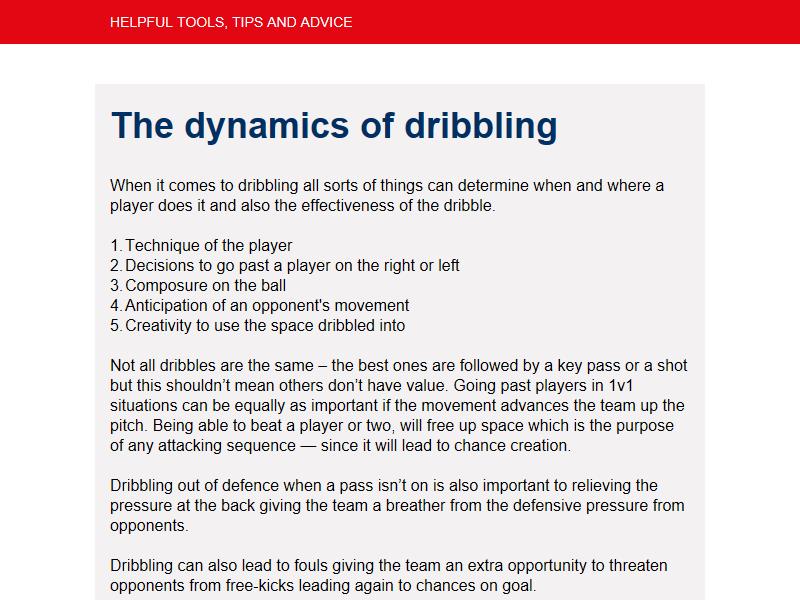 HELPFUL TOOLS, TIPS AND ADVICE
The dynamics of dribbling
When it comes to dribbling all sorts of things can determine when and where a
player does it and also the effectiveness of the dribble.
1. Technique of the player
2. Decisions to go past a player on the right or left
3. Composure on the ball
4. Anticipation of an opponent's movement
5. Creativity to use the space dribbled into
Not all dribbles are the same – the best ones are followed by a key pass or a shot
but this shouldn’t mean others don’t have value. Going past players in 1v1
situations can be equally as important if the movement advances the team up the
pitch. Being able to beat a player or two, will free up space which is the purpose
of any attacking sequence — since it will lead to chance creation.
Dribbling out of defence when a pass isn’t on is also important to relieving the
pressure at the back giving the team a breather from the defensive pressure from
opponents.
Dribbling can also lead to fouls giving the team an extra opportunity to threaten
opponents from free-kicks leading again to chances on goal.